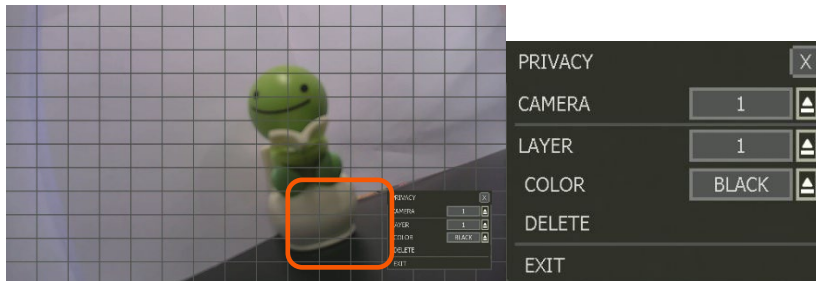 PRIVACY X
CAMERA 1
LAYER 1
COLOR BLACK
DELETE
EXIT
PRIVACY X
CAMERA 1
LAYER 1
COLOR BLACK
DELETE
EXIT